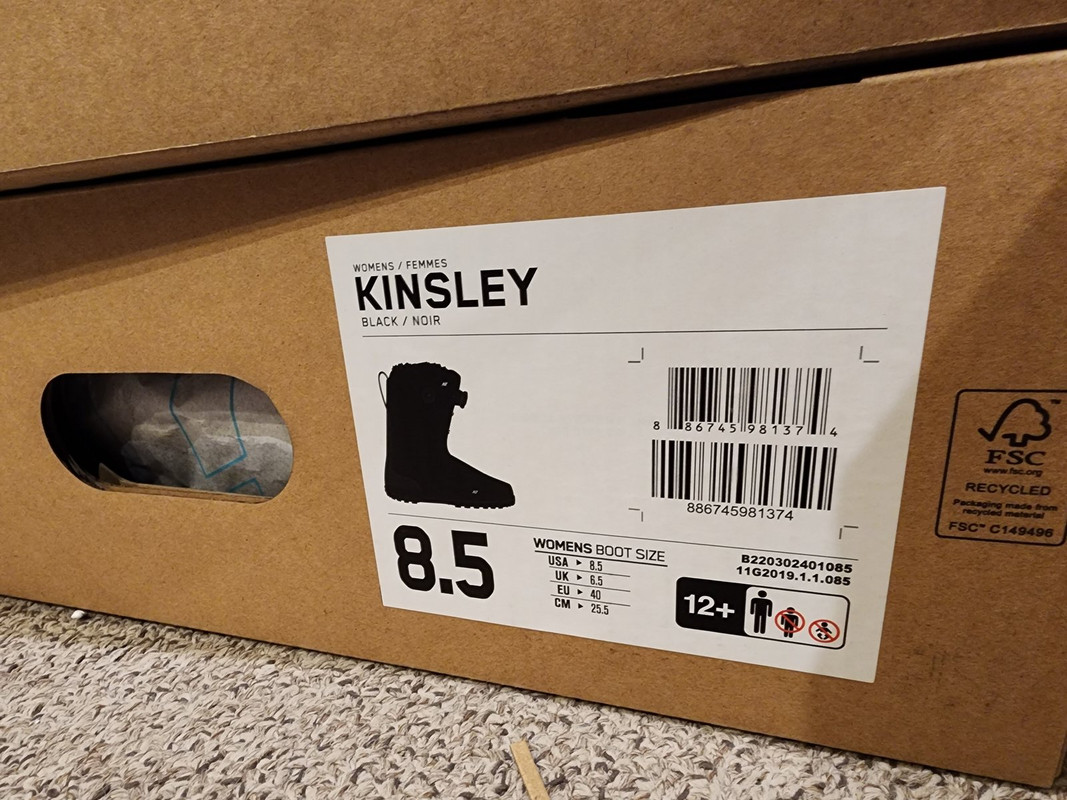 WOMENS / FEMMES
KINSLEY
BLACK / NOIR
8 86745 98137 4
886745981374
8.5
WOMENS BOOT SIZE
USA ▶ 8.5
UK ▶ 6.5
EU ▶ 40
CM ▶ 25.5
B220302401085
11G2019.1.1.085
12+
FSC™
www.fsc.org
RECYCLED
Packaging made from
recycled material
FSC™ C149496